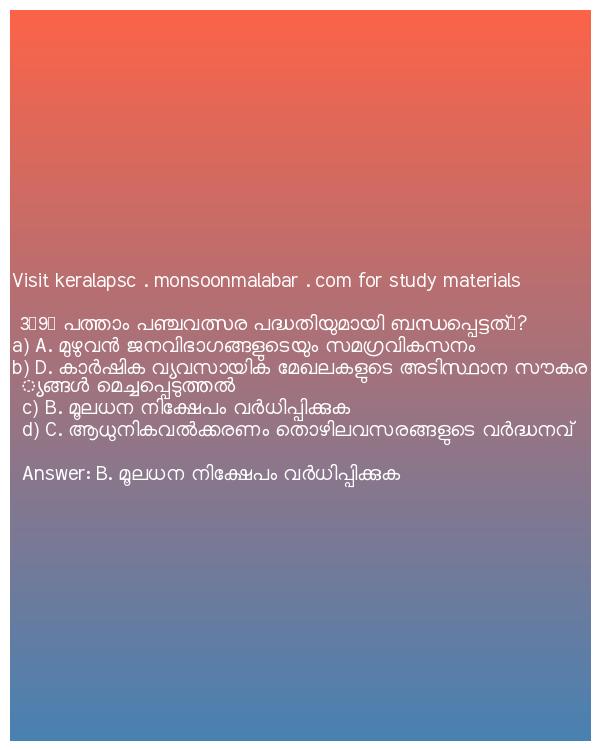 Visit keralapsc . monsoonmalabar . com for study materials
3▯9▯ പത്താം പഞ്ചവത്സര പദ്ധതിയുമായി ബന്ധപ്പെട്ടത്▯?
a) A. മുഴുവൻ ജനവിഭാഗങ്ങളുടെയും സമഗ്രവികസനം
b) D. കാർഷിക വ്യവസായിക മേഖലകളുടെ അടിസ്ഥാന സൗകര
്യങ്ങൾ മെച്ചപ്പെടുത്തൽ
c) B. മൂലധന നിക്ഷേപം വർധിപ്പിക്കുക
d) C. ആധുനികവൽക്കരണം തൊഴിലവസരങ്ങളുടെ വർദ്ധനവ്
Answer: B. മൂലധന നിക്ഷേപം വർധിപ്പിക്കുക